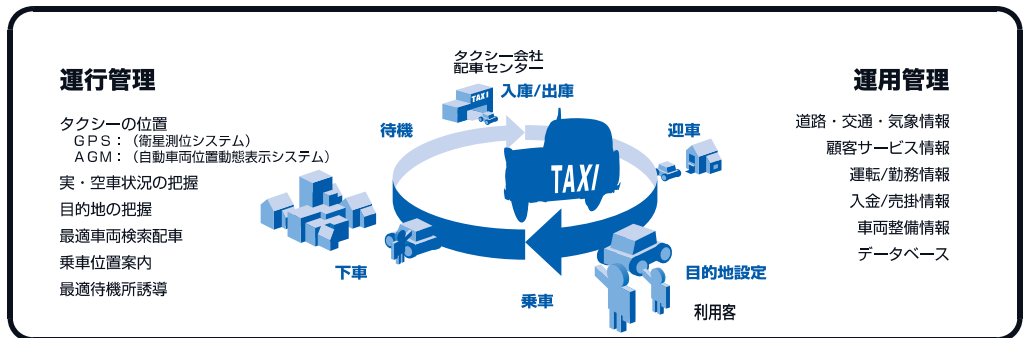 運行管理
タクシーの位置
GPS：（衛星測位システム）
AGM：（自動車両位置動態表示システム）
実・空車状況の把握
目的地の把握
最適車両検索配車
乗車位置案内
最適待機所誘導
タクシー会社
配車センター
TAXI
入庫/出庫
待機
迎車
TAXI
下車
乗車
目的地設定
利用客
運用管理
道路・交通・気象情報
顧客サービス情報
運転/勤務情報
入金/売掛情報
車両整備情報
データベース